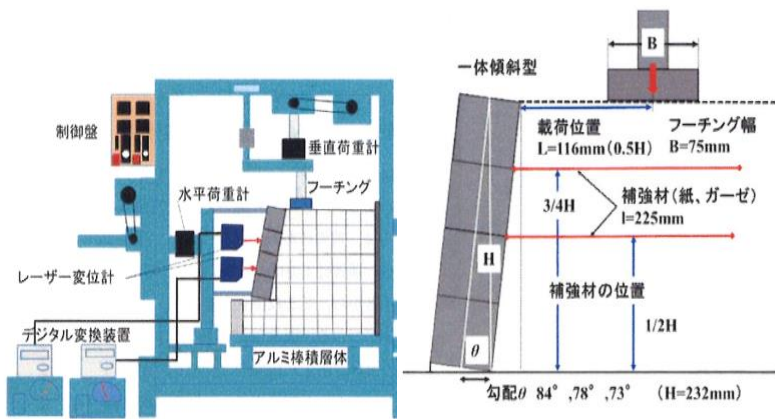 制御盤
垂直荷重計
水平荷重計
フーチング
レーザー変位計
デジタル変換装置
アルミ棒積層体
B
一体傾斜型
載荷位置
L=116mm(0.5H)
フーチング幅
B=75mm
補強材(紙、ガーゼ)
l=225mm
3/4H
H
補強材の位置
1/2H
θ
勾配θ 84° ,78° ,73° (H=232mm)